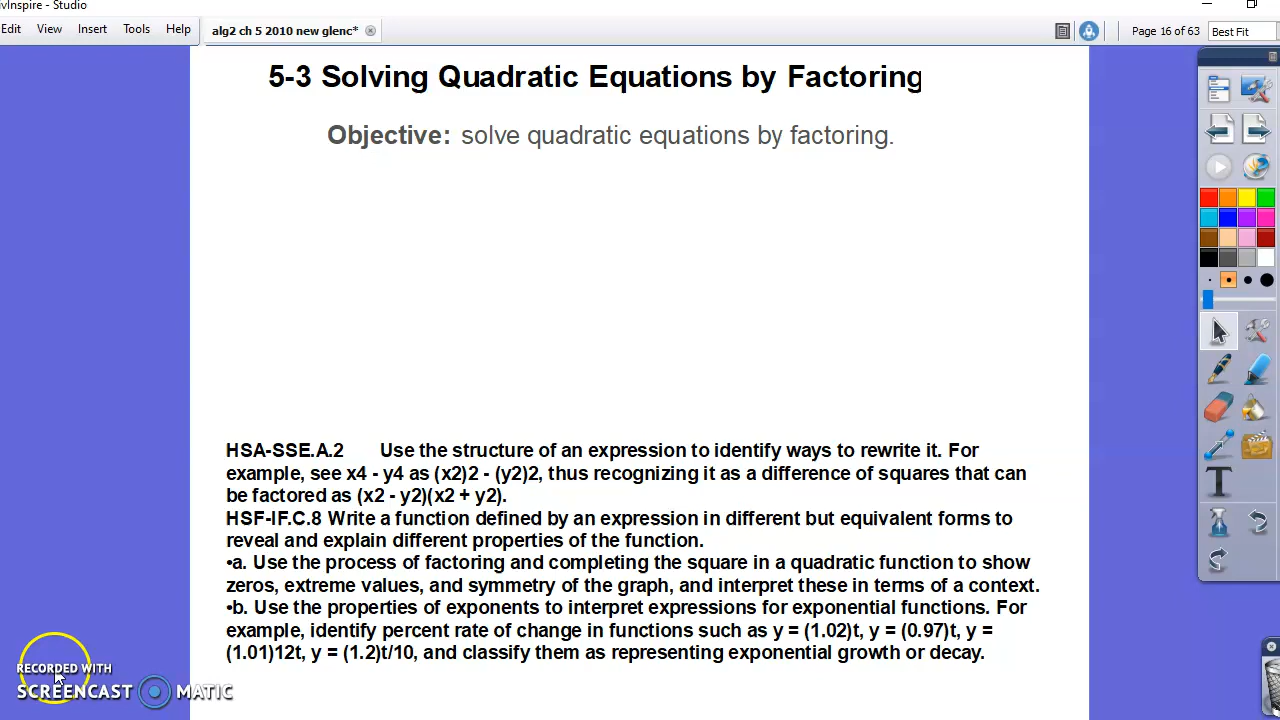 ivInspire - Studio
Edit View Insert Tools Help
alg2 ch 5 2010 new glenc*
Page 16 of 63
Best Fit
5-3 Solving Quadratic Equations by Factoring
Objective: solve quadratic equations by factoring.
HSA-SSE.A.2 Use the structure of an expression to identify ways to rewrite it. For
example, see x4 - y4 as (x2)2 - (y2)2, thus recognizing it as a difference of squares that can
be factored as (x2 - y2)(x2 + y2).
HSF-IF.C.8 Write a function defined by an expression in different but equivalent forms to
reveal and explain different properties of the function.
•a. Use the process of factoring and completing the square in a quadratic function to show
zeros, extreme values, and symmetry of the graph, and interpret these in terms of a context.
•b. Use the properties of exponents to interpret expressions for exponential functions. For
example, identify percent rate of change in functions such as y = (1.02)t, y = (0.97)t, y =
(1.01)12t, y = (1.2)t/10, and classify them as representing exponential growth or decay.
RECORDED WITH
SCREENCAST MATIC